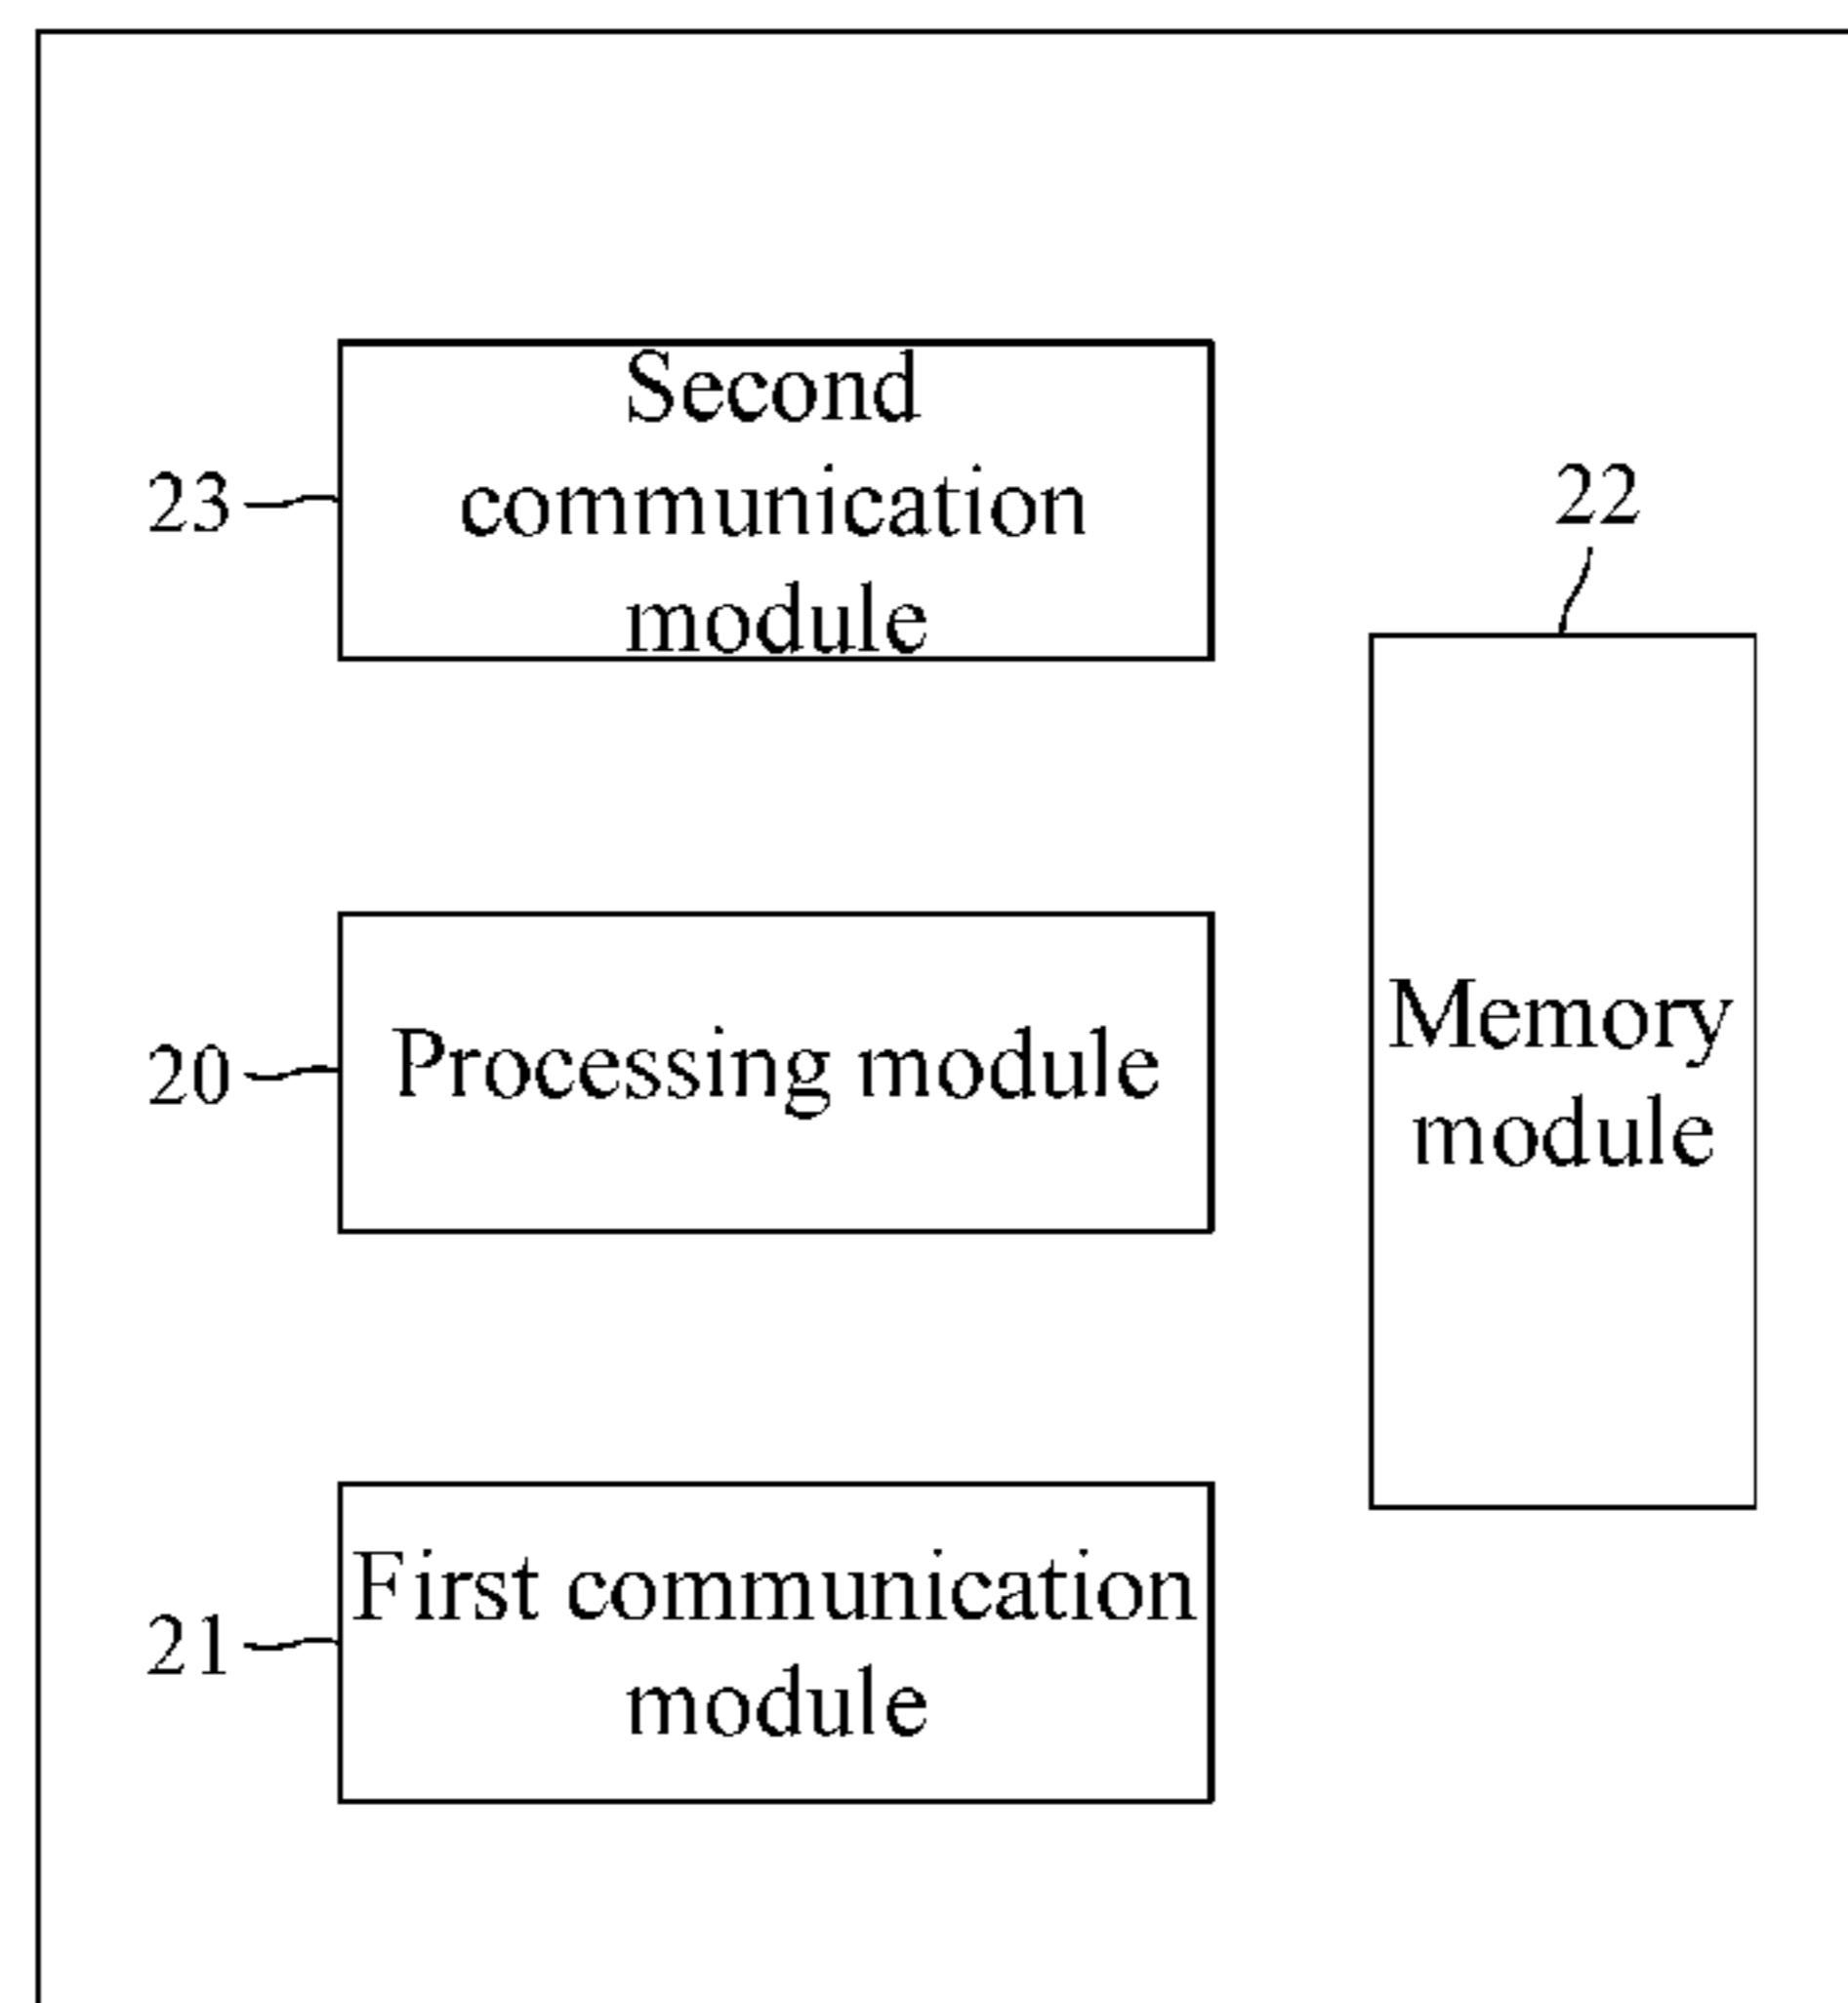 Second
23
communication
module
22
20
Processing module
Memory
module
21
First communication
module